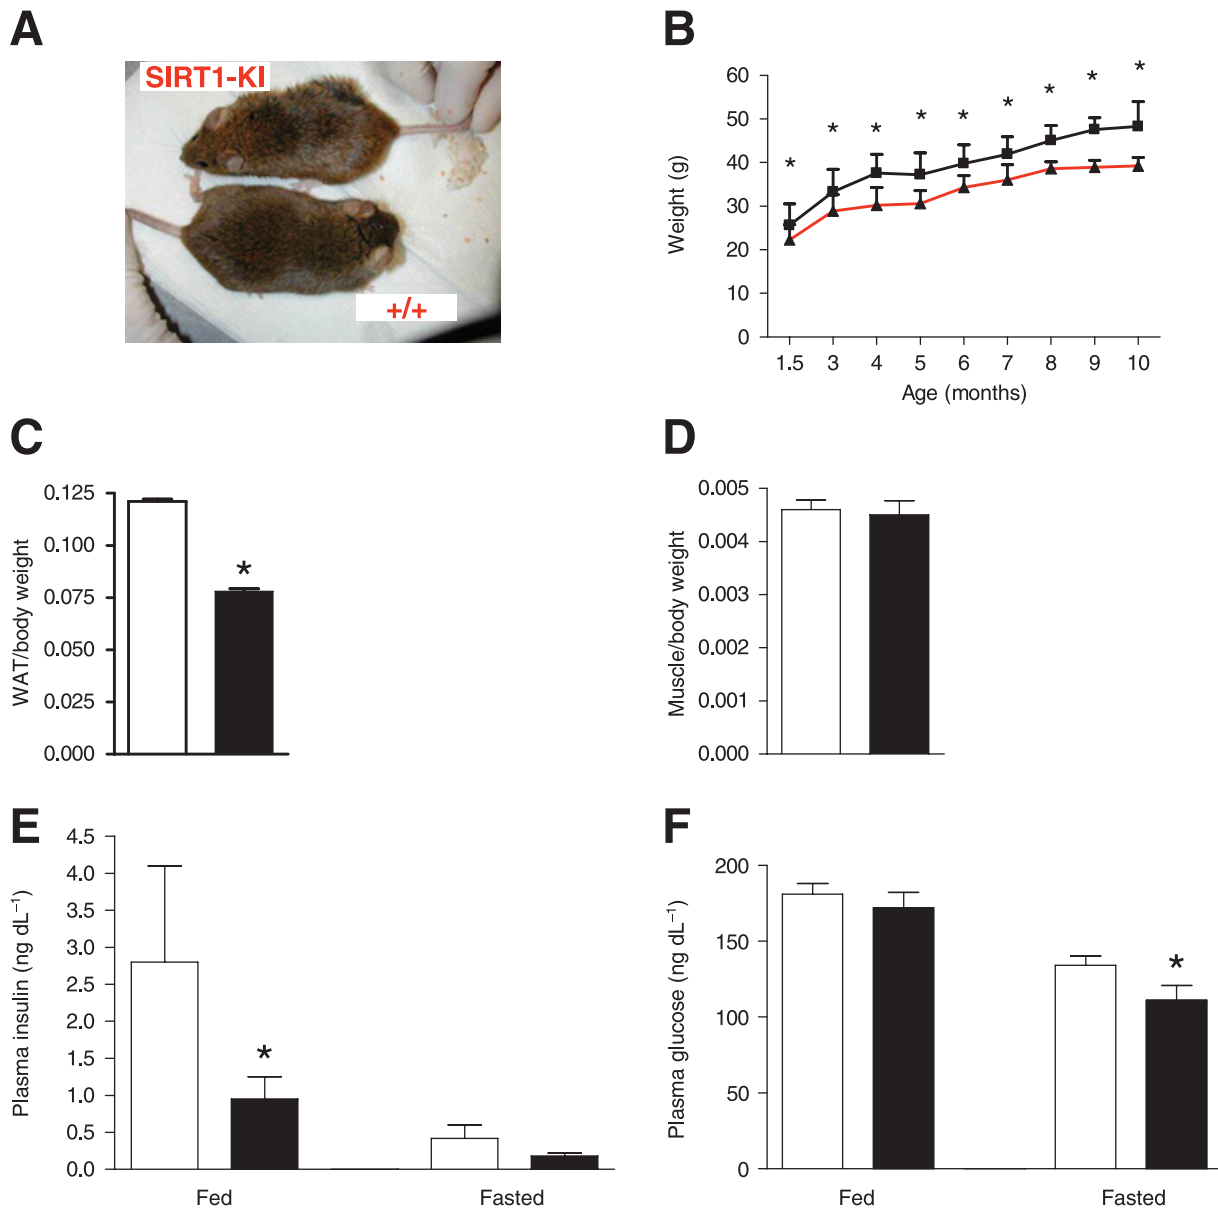 A
SIRT1-KI
+/+
B
Weight (g)
60
50
40
30
20
10
0
* * * * * * * * *
1.5 3 4 5 6 7 8 9 10
Age (months)
C
WAT/body weight
0.125
0.100
0.075
0.050
0.025
0.000
*
D
Muscle/body weight
0.005
0.004
0.003
0.002
0.001
0.000
E
Plasma insulin (ng dL⁻¹)
4.5
4.0
3.5
3.0
2.5
2.0
1.5
1.0
0.5
0.0
*
Fed Fasted
F
Plasma glucose (ng dL⁻¹)
200
150
100
50
0
*
Fed Fasted